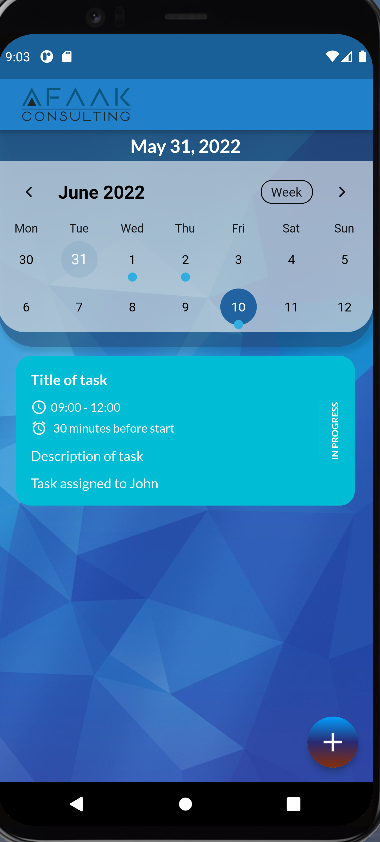 9:03
AFAAK
CONSULTING
May 31, 2022
June 2022 Week
Mon Tue Wed Thu Fri Sat Sun
30 31 1 2 3 4 5
6 7 8 9 10 11 12
Title of task
09:00 - 12:00
30 minutes before start
Description of task
Task assigned to John
IN PROGRESS